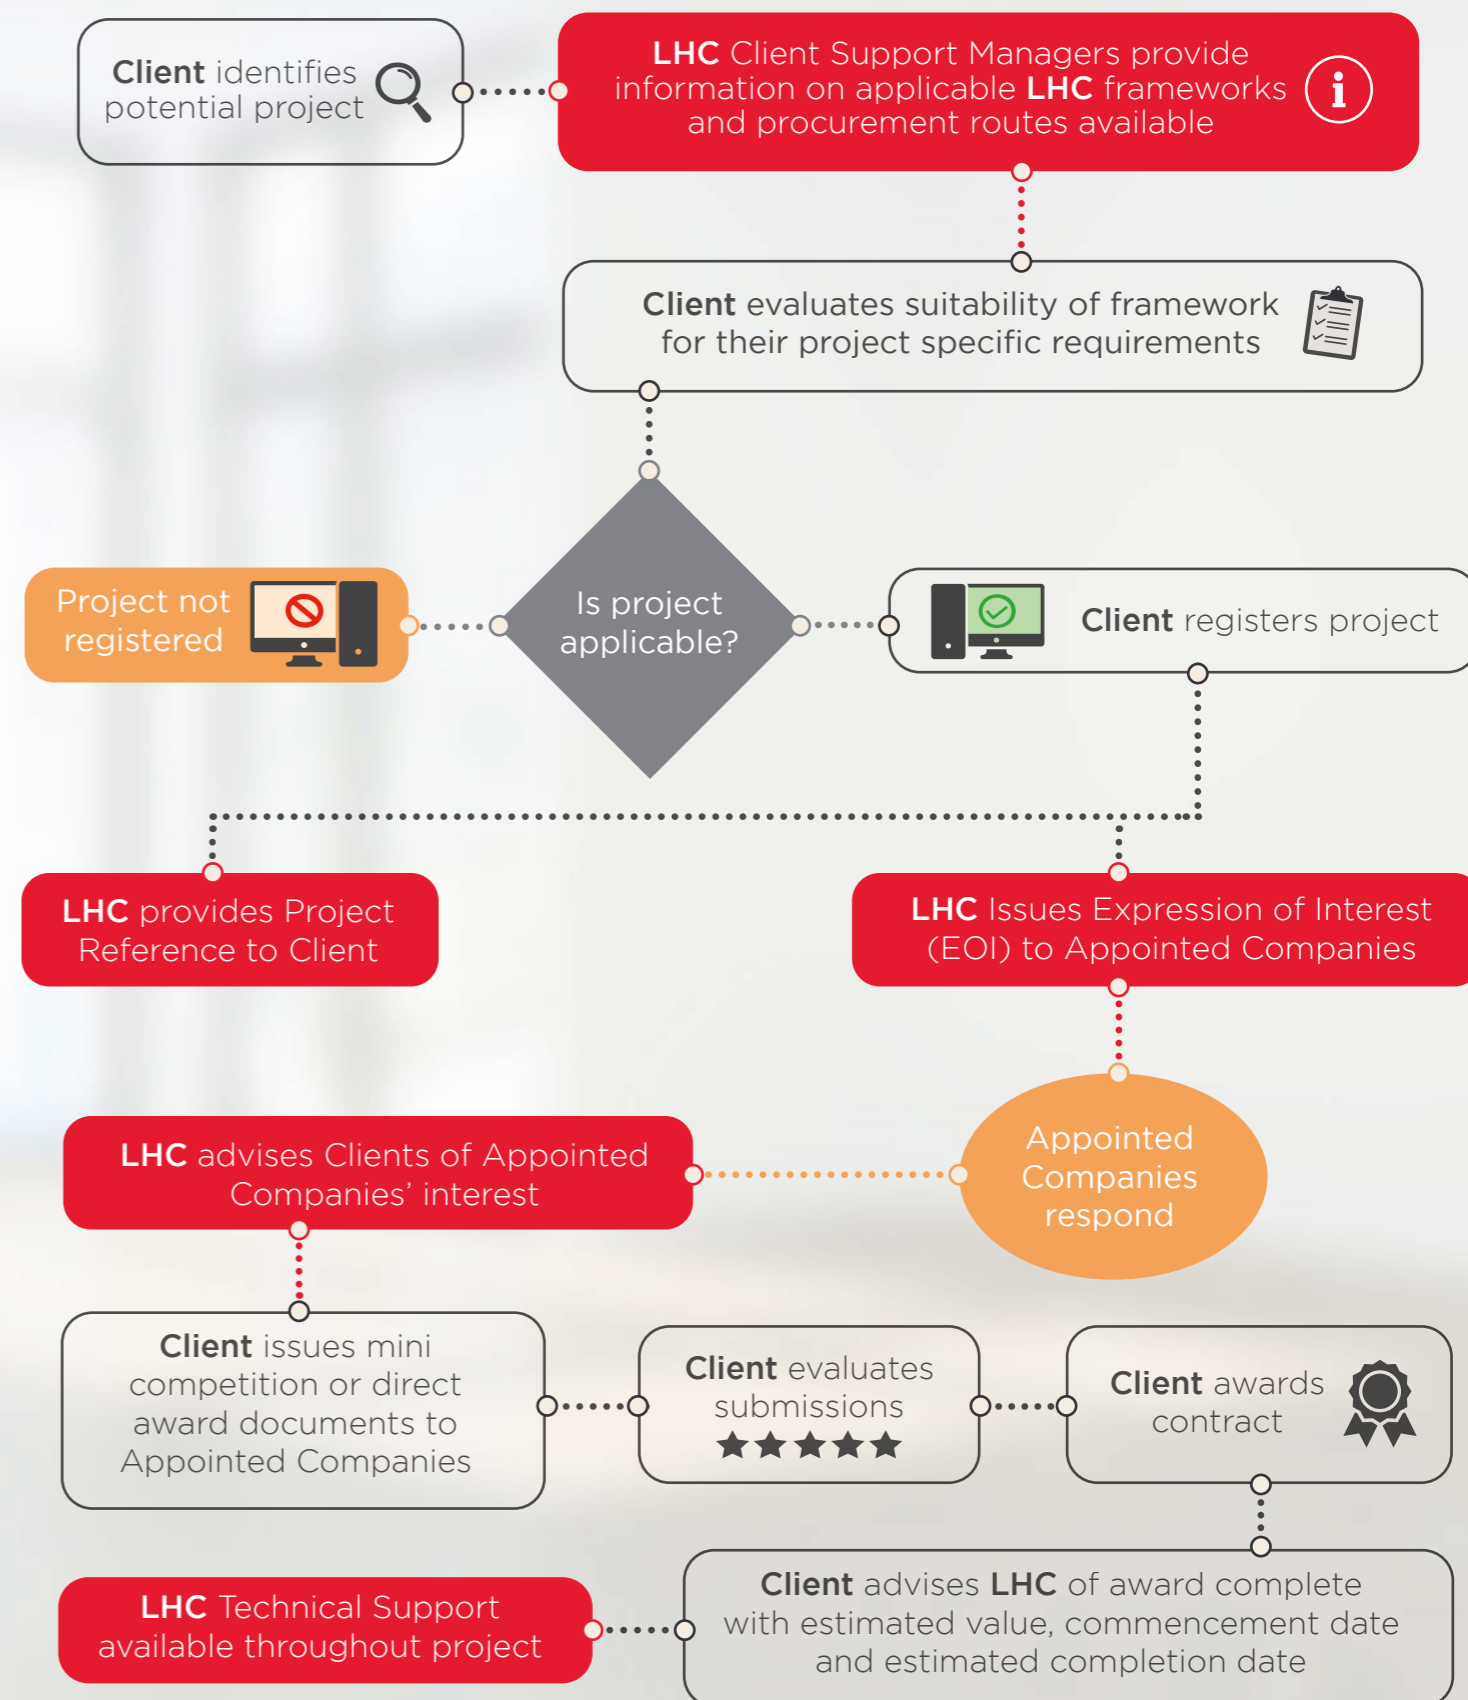 Client identifies
potential project
LHC Client Support Managers provide
information on applicable LHC frameworks
and procurement routes available
i
Client evaluates suitability of framework
for their project specific requirements
Is project
applicable?
Project not
registered
Client registers project
LHC provides Project
Reference to Client
LHC Issues Expression of Interest
(EOI) to Appointed Companies
Appointed
Companies
respond
LHC advises Clients of Appointed
Companies’ interest
Client issues mini
competition or direct
award documents to
Appointed Companies
Client evaluates
submissions
Client awards
contract
Client advises LHC of award complete
with estimated value, commencement date
and estimated completion date
LHC Technical Support
available throughout project